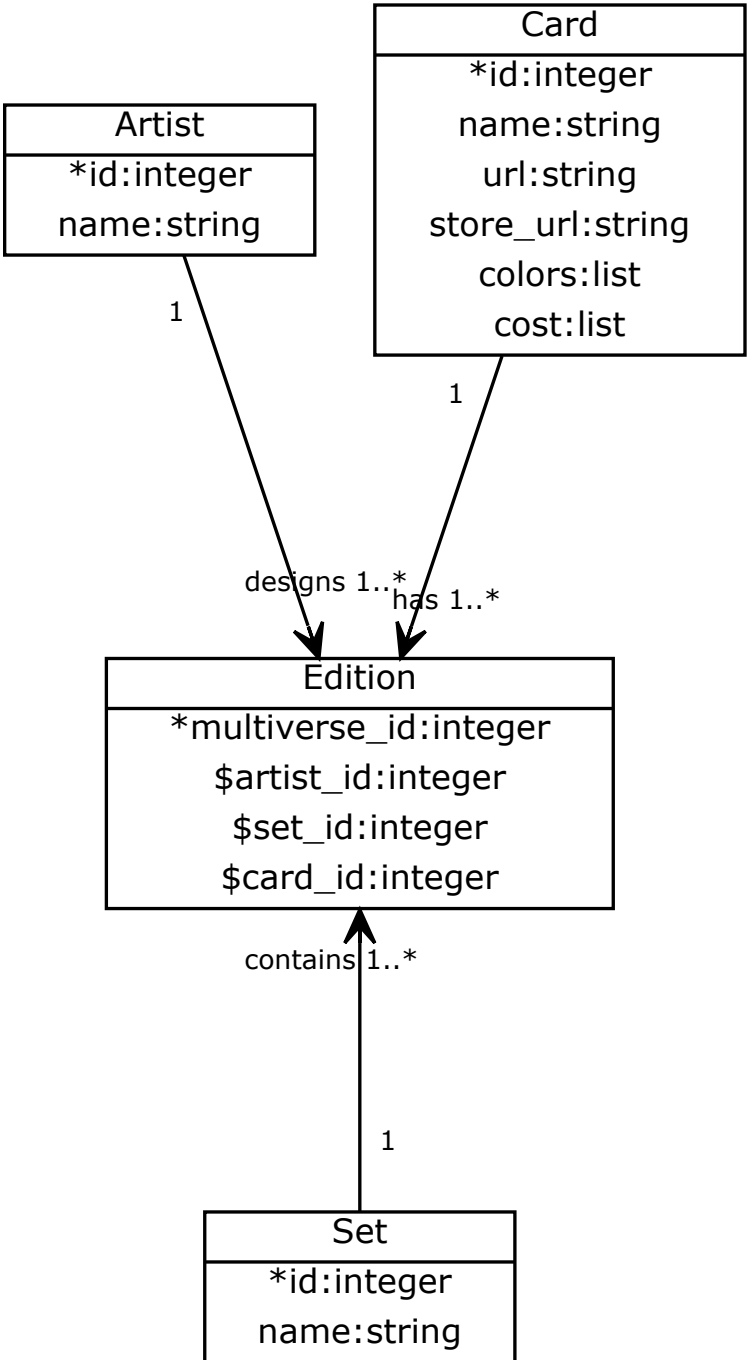 Card
*id:integer
name:string
url:string
store_url:string
colors:list
cost:list
Artist
*id:integer
name:string
1
1
designs 1..*
has 1..*
Edition
*multiverse_id:integer
$artist_id:integer
$set_id:integer
$card_id:integer
contains 1..*
1
Set
*id:integer
name:string